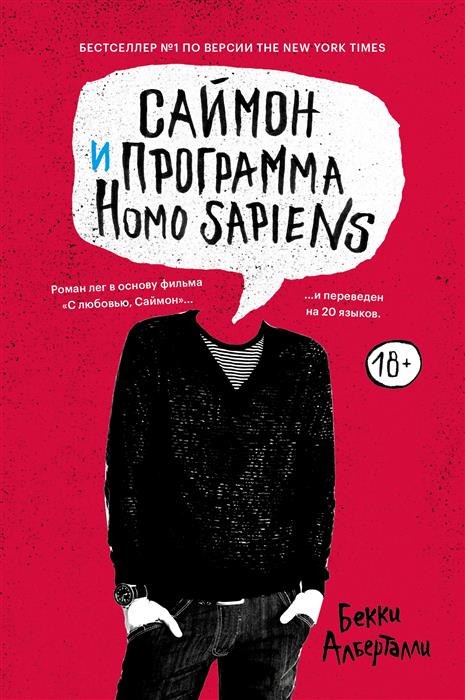 БЕСТСЕЛЛЕР №1 ПО ВЕРСИИ THE NEW YORK TIMES
САЙМОН
И ПРОГРАММА
HOMO SAPIENS
Роман лег в основу фильма
«С любовью, Саймон»...
...и переведен
на 20 языков.
18+
БЕККИ
АЛБЕРТАЛЛИ